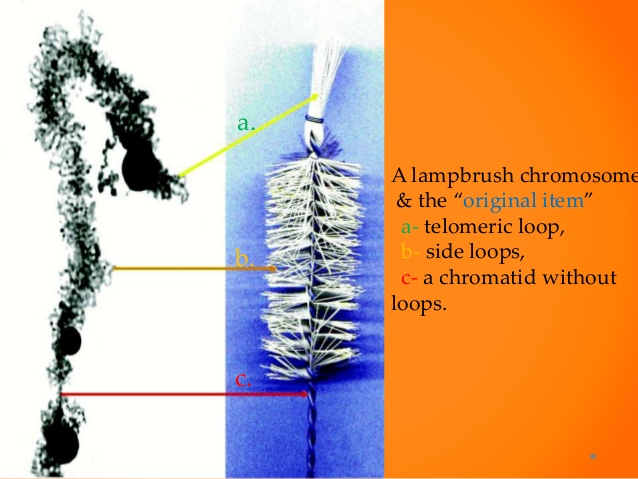 a.
b.
c.
A lampbrush chromosome
& the “original item”
a- telomeric loop,
b- side loops,
c- a chromatid without
loops.